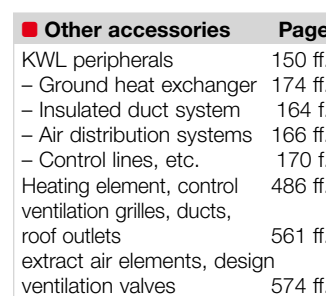 Other accessories Page
KWL peripherals 150 ff.
– Ground heat exchanger 174 ff.
– Insulated duct system 164 f.
– Air distribution systems 166 ff.
– Control lines, etc. 170 f.
Heating element, control 486 ff.
ventilation grilles, ducts,
roof outlets 561 ff.
extract air elements, design
ventilation valves 574 ff.